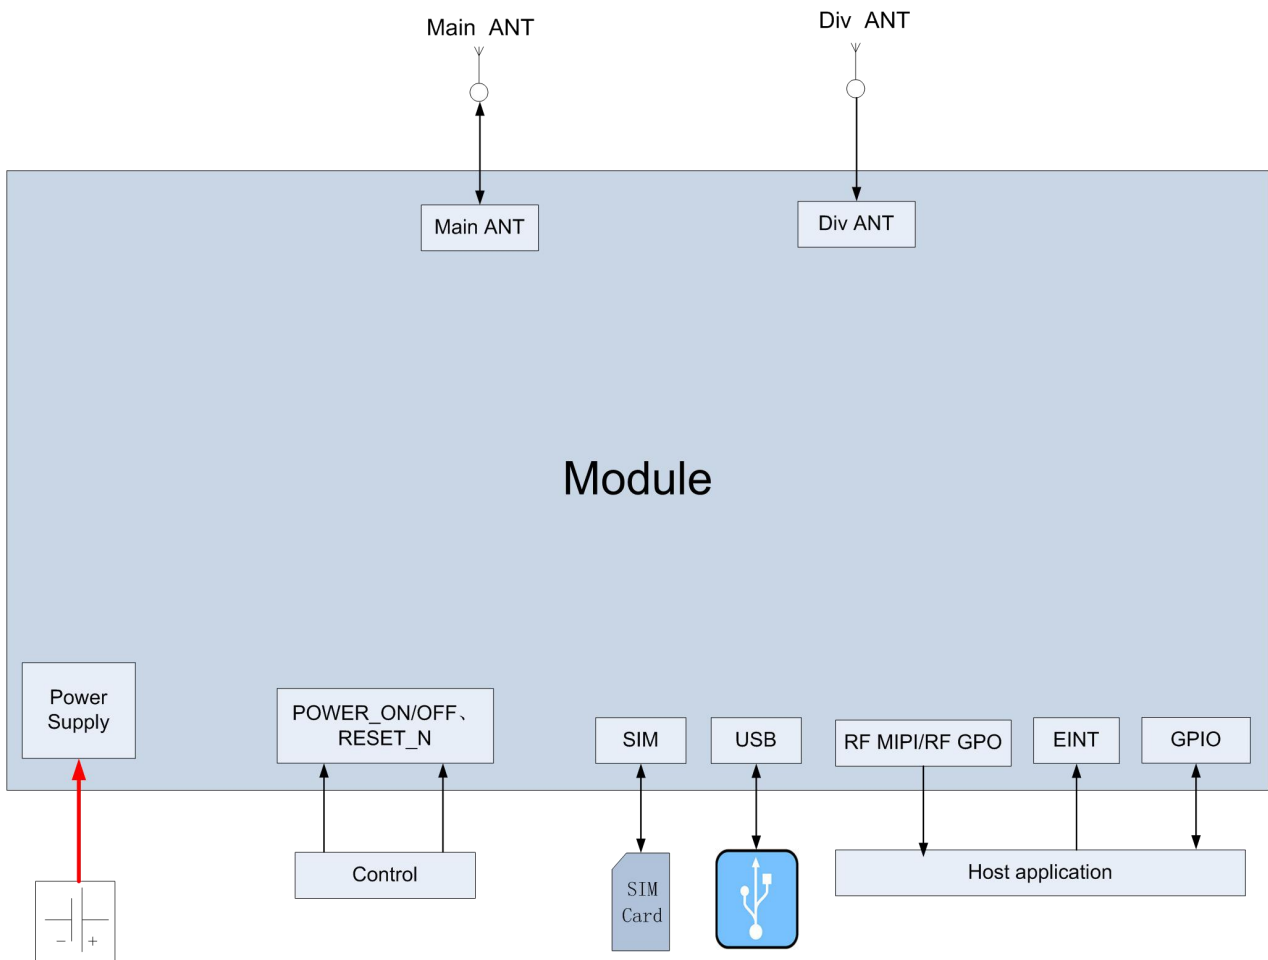 Main ANT
Div ANT
Main ANT
Div ANT
Module
Power
Supply
POWER_ON/OFF、
RESET_N
SIM
USB
RF MIPI/RF GPO
EINT
GPIO
Control
Host application
SIM
Card
- +